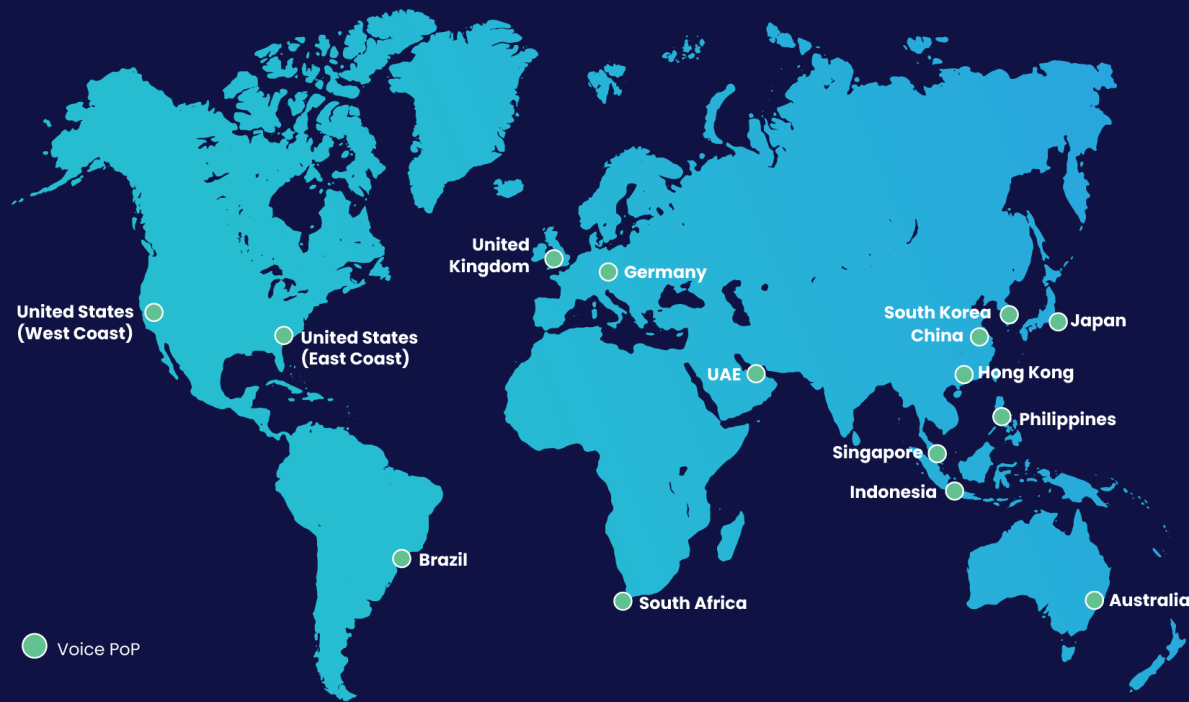 United
Kingdom
Germany
United States
(West Coast)
United States
(East Coast)
South Korea
Japan
China
UAE
Hong Kong
Philippines
Singapore
Indonesia
Brazil
South Africa
Australia
Voice PoP